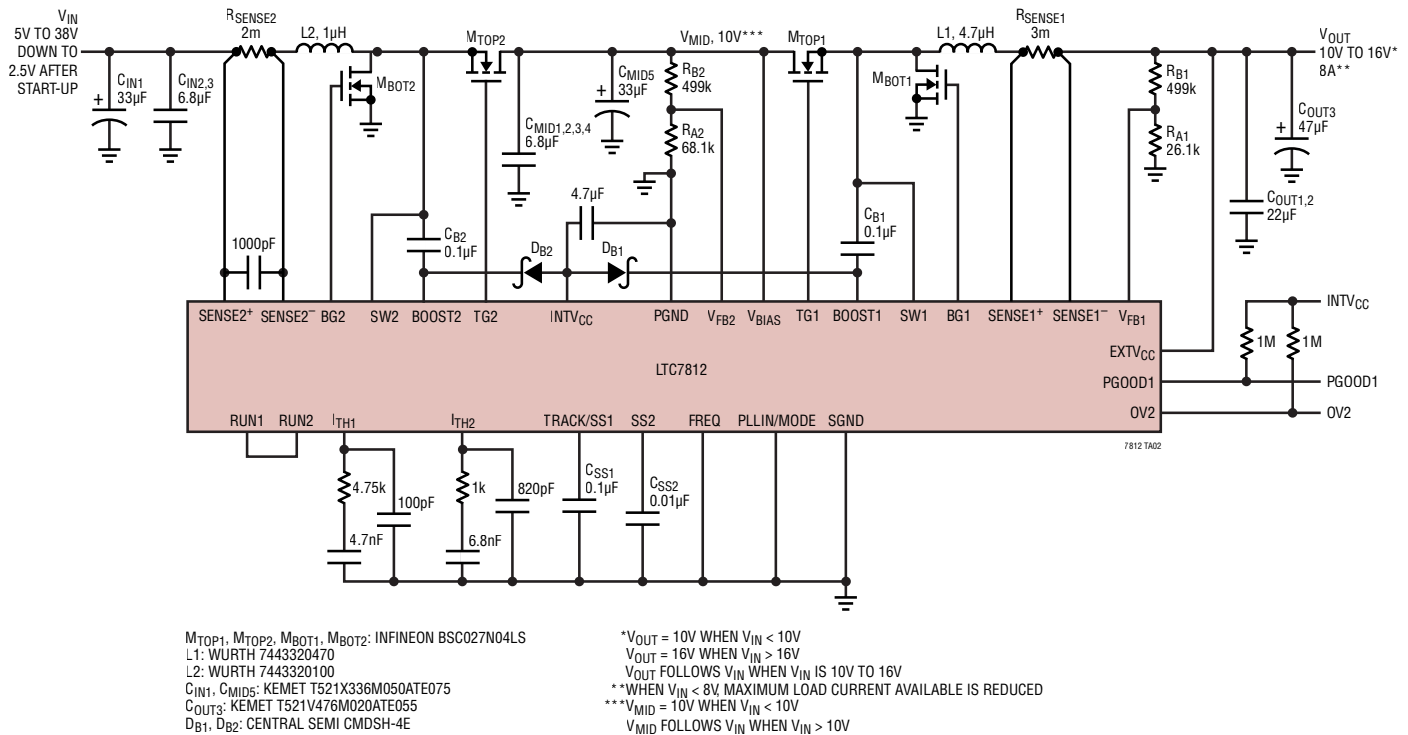 VIN
5V TO 38V
DOWN TO
2.5V AFTER
START-UP
RSENSE2
2m
L2, 1µH
MTOP2
VMID, 10V***
MTOP1
L1, 4.7µH
RSENSE1
3m
VOUT
10V TO 16V*
8A**
CIN1
33µF
CIN2,3
6.8µF
MBOT2
CMID1,2,3,4
6.8µF
CMID5
33µF
RB2
499k
RA2
68.1k
MBOT1
RB1
499k
RA1
26.1k
COUT3
47µF
COUT1,2
22µF
1000pF
CB2
0.1µF
4.7µF
DB2
DB1
CB1
0.1µF
SENSE2+
SENSE2–
BG2
SW2
BOOST2
TG2
INTVCC
PGND
VFB2
VBIAS
TG1
BOOST1
SW1
BG1
SENSE1+
SENSE1–
VFB1
LTC7812
EXTVCC
PGOOD1
OV2
INTVCC
1M
1M
PGOOD1
OV2
RUN1
RUN2
ITH1
ITH2
TRACK/SS1
SS2
FREQ
PLLIN/MODE
SGND
7812 TA02
4.75k
100pF
4.7nF
1k
820pF
6.8nF
CSS1
0.1µF
CSS2
0.01µF
MTOP1, MTOP2, MBOT1, MBOT2: INFINEON BSC027N04LS
L1: WURTH 7443320470
L2: WURTH 7443320100
CIN1, CMID5: KEMET T521X336M050ATE075
COUT3: KEMET T521V476M020ATE055
DB1, DB2: CENTRAL SEMI CMDSH-4E
*VOUT = 10V WHEN VIN < 10V
VOUT = 16V WHEN VIN > 16V
VOUT FOLLOWS VIN WHEN VIN IS 10V TO 16V
**WHEN VIN < 8V, MAXIMUM LOAD CURRENT AVAILABLE IS REDUCED
***VMID = 10V WHEN VIN < 10V
VMID FOLLOWS VIN WHEN VIN > 10V